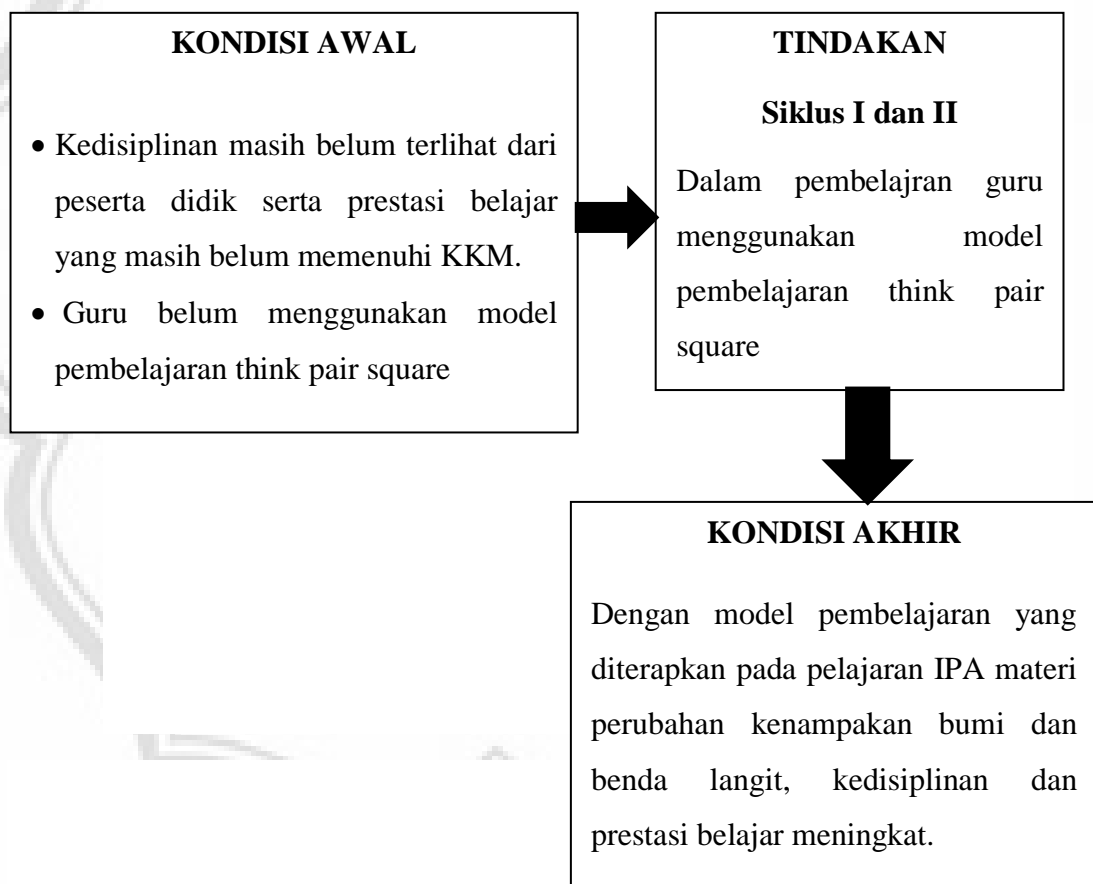 KONDISI AWAL
• Kedisiplinan masih belum terlihat dari
peserta didik serta prestasi belajar
yang masih belum memenuhi KKM.
• Guru belum menggunakan model
pembelajaran think pair square
TINDAKAN
Siklus I dan II
Dalam pembelajran guru
menggunakan model
pembelajaran think pair
square
KONDISI AKHIR
Dengan model pembelajaran yang
diterapkan pada pelajaran IPA materi
perubahan kenampakan bumi dan
benda langit, kedisiplinan dan
prestasi belajar meningkat.